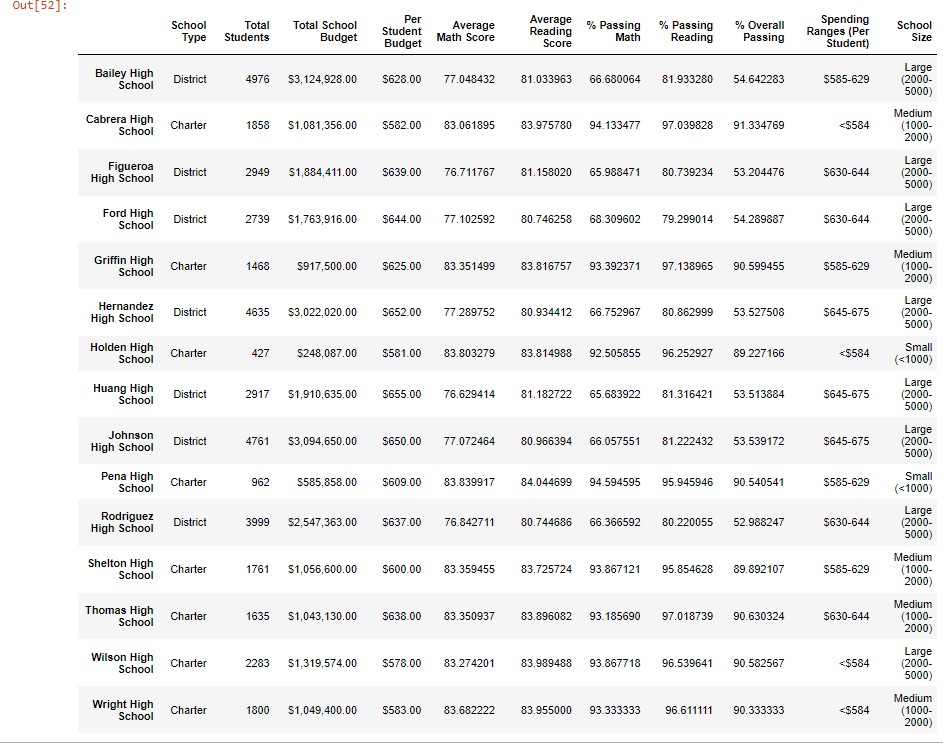 Out[52]:
School Type Total Students Total School Budget Per Student Budget Average Math Score Average Reading Score % Passing Math % Passing Reading % Overall Passing Spending Ranges (Per Student) School Size
Bailey High School District 4976 $3,124,928.00 $628.00 77.048432 81.033963 66.680064 81.933280 54.642283 $585-629 Large (2000-5000)
Cabrera High School Charter 1858 $1,081,356.00 $582.00 83.061895 83.975780 94.133477 97.039828 91.334769 <$584 Medium (1000-2000)
Figueroa High School District 2949 $1,884,411.00 $639.00 76.711767 81.158020 65.988471 80.739234 53.204476 $630-644 Large (2000-5000)
Ford High School District 2739 $1,763,916.00 $644.00 77.102592 80.746258 68.309602 79.299014 54.289887 $630-644 Large (2000-5000)
Griffin High School Charter 1468 $917,500.00 $625.00 83.351499 83.816757 93.392371 97.138965 90.599455 $585-629 Medium (1000-2000)
Hernandez High School District 4635 $3,022,020.00 $652.00 77.289752 80.934412 66.752967 80.862999 53.527508 $645-675 Large (2000-5000)
Holden High School Charter 427 $248,087.00 $581.00 83.803279 83.814988 92.505855 96.252927 89.227166 <$584 Small (<1000)
Huang High School District 2917 $1,910,635.00 $655.00 76.629414 81.182722 65.683922 81.316421 53.513884 $645-675 Large (2000-5000)
Johnson High School District 4761 $3,094,650.00 $650.00 77.072464 80.966394 66.057551 81.222432 53.539172 $645-675 Large (2000-5000)
Pena High School Charter 962 $585,858.00 $609.00 83.839917 84.044699 94.594595 95.945946 90.540541 $585-629 Small (<1000)
Rodriguez High School District 3999 $2,547,363.00 $637.00 76.842711 80.744686 66.366592 80.220055 52.988247 $630-644 Large (2000-5000)
Shelton High School Charter 1761 $1,056,600.00 $600.00 83.359455 83.725724 93.867121 95.854628 89.892107 $585-629 Medium (1000-2000)
Thomas High School Charter 1635 $1,043,130.00 $638.00 83.350937 83.896082 93.185690 97.018739 90.630324 $630-644 Medium (1000-2000)
Wilson High School Charter 2283 $1,319,574.00 $578.00 83.274201 83.989488 93.867718 96.539641 90.582567 <$584 Large (2000-5000)
Wright High School Charter 1800 $1,049,400.00 $583.00 83.682222 83.955000 93.333333 96.611111 90.333333 <$584 Medium (1000-2000)